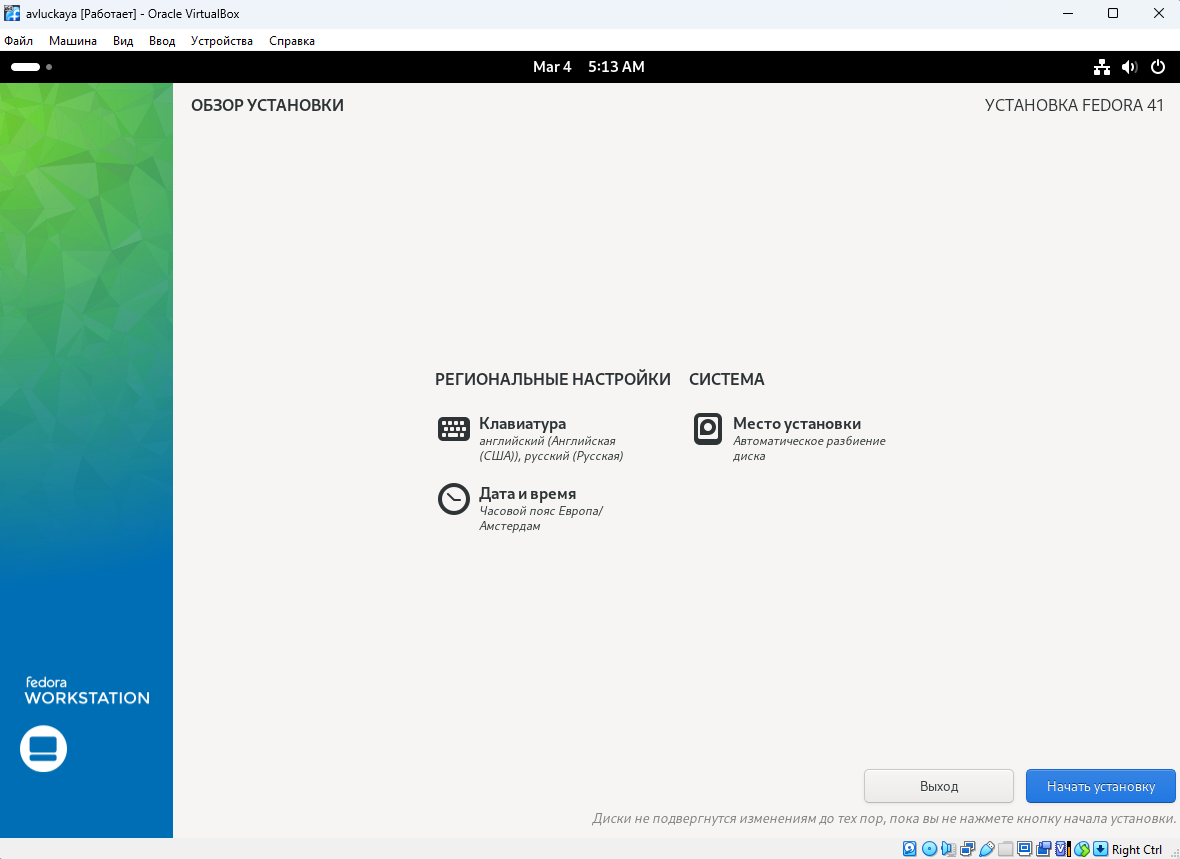 avluckaya [Работает] - Oracle VirtualBox
Файл Машина Вид Ввод Устройства Справка
Mar 4 5:13 AM
ОБЗОР УСТАНОВКИ
УСТАНОВКА FEDORA 41
РЕГИОНАЛЬНЫЕ НАСТРОЙКИ
Клавиатура
английский (Английская
(США)), русский (Русская)
Дата и время
Часовой пояс Европа/
Амстердам
СИСТЕМА
Место установки
Автоматическое разбиение
диска
fedora
WORKSTATION
Выход
Начать установку
Диски не подвергнутся изменениям до тех пор, пока вы не нажмете кнопку начала установки.
Right Ctrl